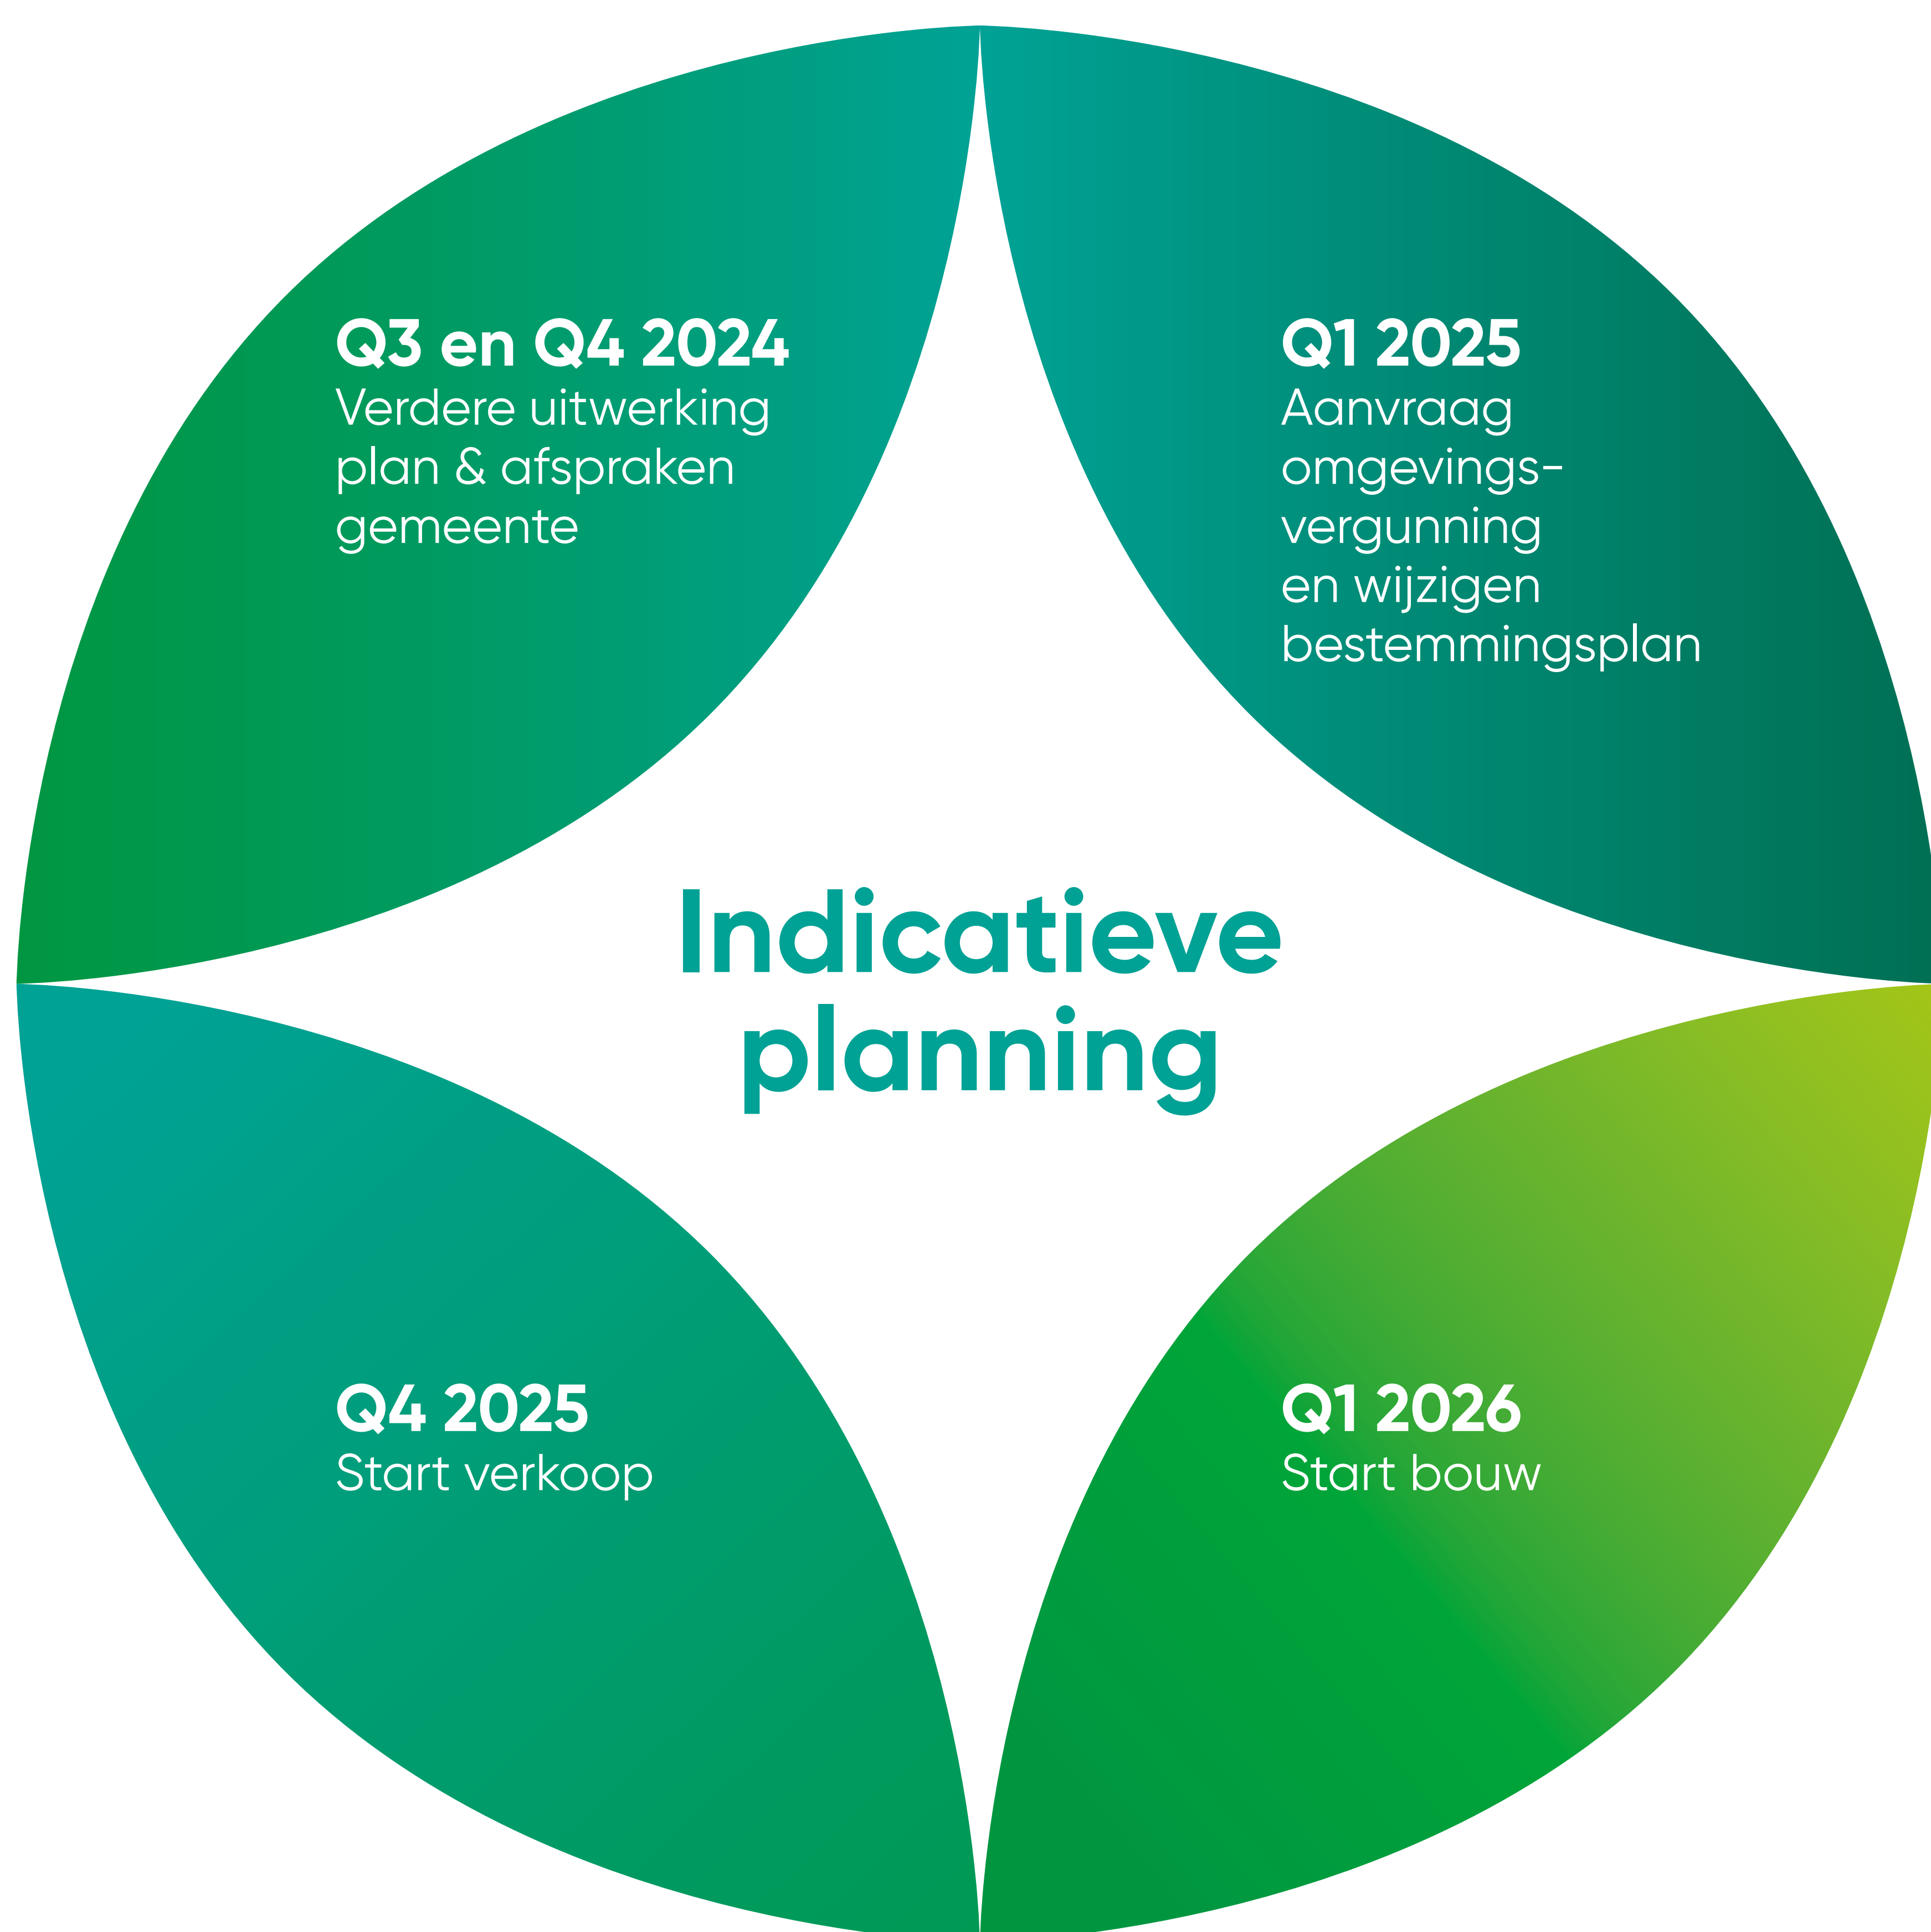 Q3 en Q4 2024
Verdere uitwerking
plan & afspraken
gemeente
Q1 2025
Aanvraag
omgevings-
vergunning
en wijzigen
bestemmingsplan
Indicatieve
planning
Q4 2025
Start verkoop
Q1 2026
Start bouw